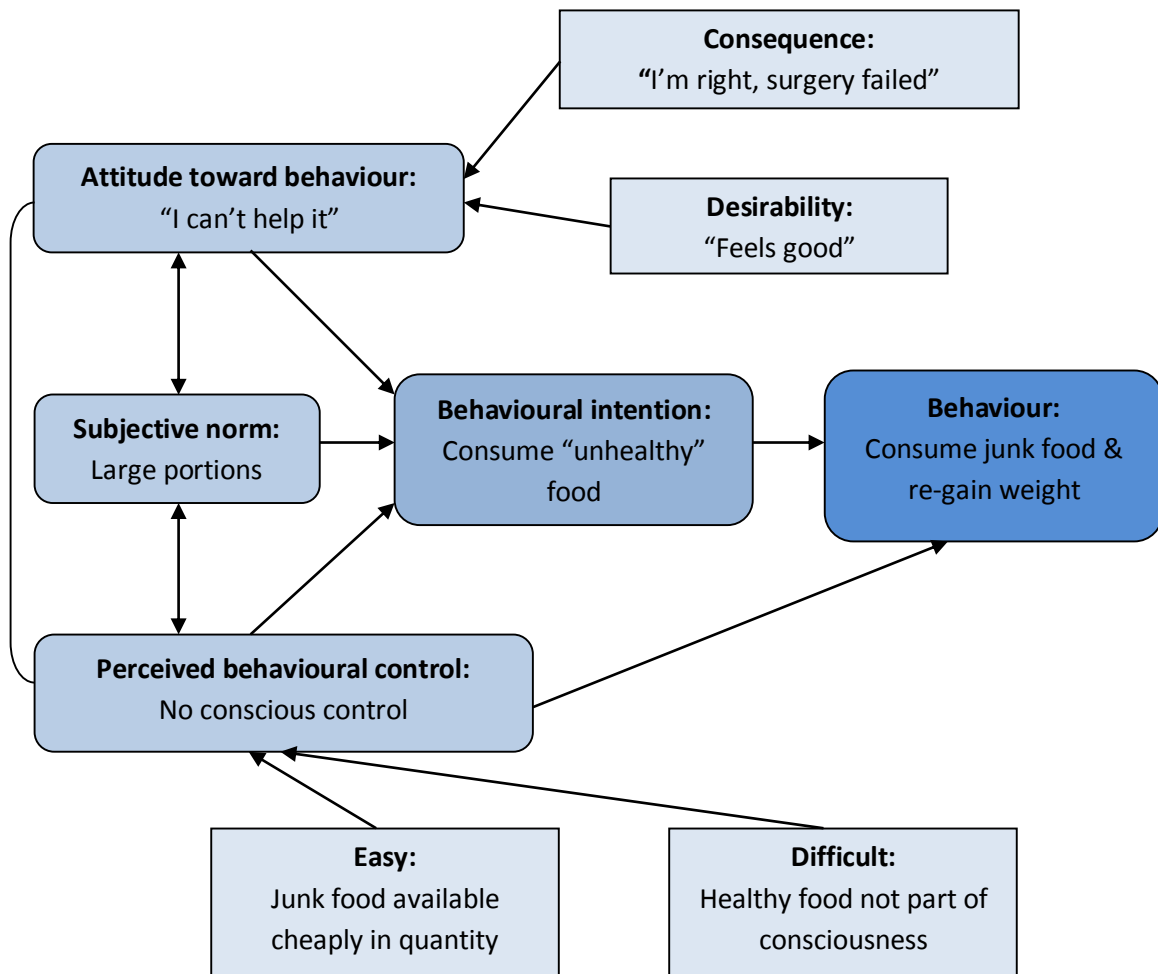 Consequence:
“I’m right, surgery failed”
Attitude toward behaviour:
“I can’t help it”
Desirability:
“Feels good”
Subjective norm:
Large portions
Behavioural intention:
Consume “unhealthy”
food
Behaviour:
Consume junk food &
re-gain weight
Perceived behavioural control:
No conscious control
Easy:
Junk food available
cheaply in quantity
Difficult:
Healthy food not part of
consciousness